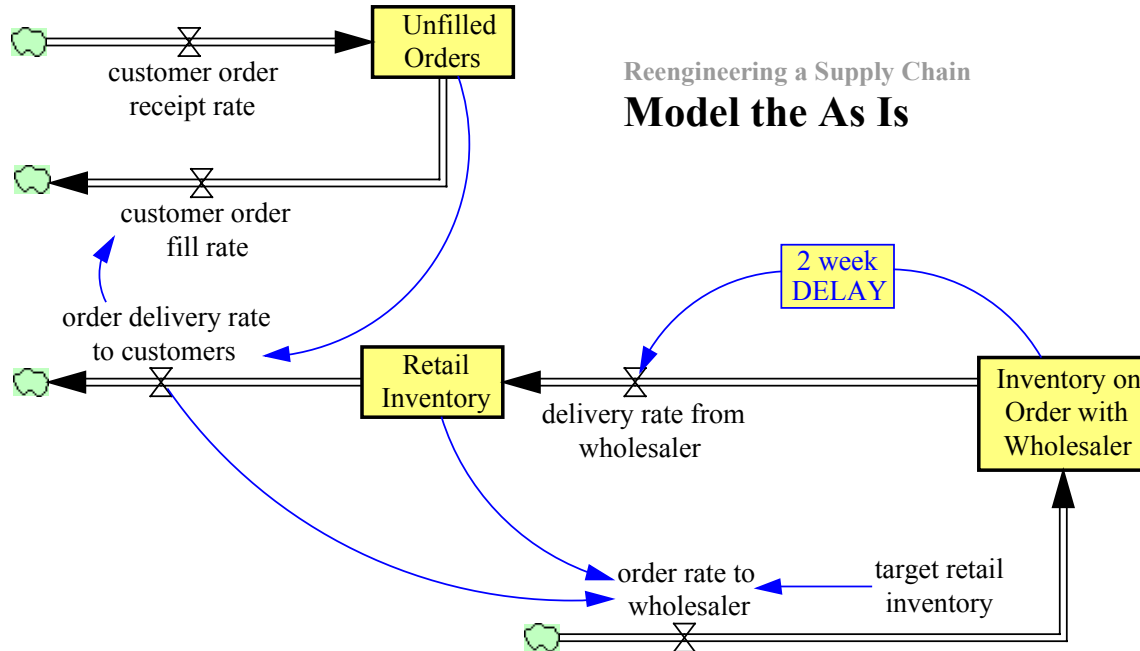 Unfilled
Orders
customer order
receipt rate
Reengineering a Supply Chain
Model the As Is
customer order
fill rate
2 week
DELAY
order delivery rate
to customers
Retail
Inventory
delivery rate from
wholesaler
Inventory on
Order with
Wholesaler
order rate to
wholesaler
target retail
inventory